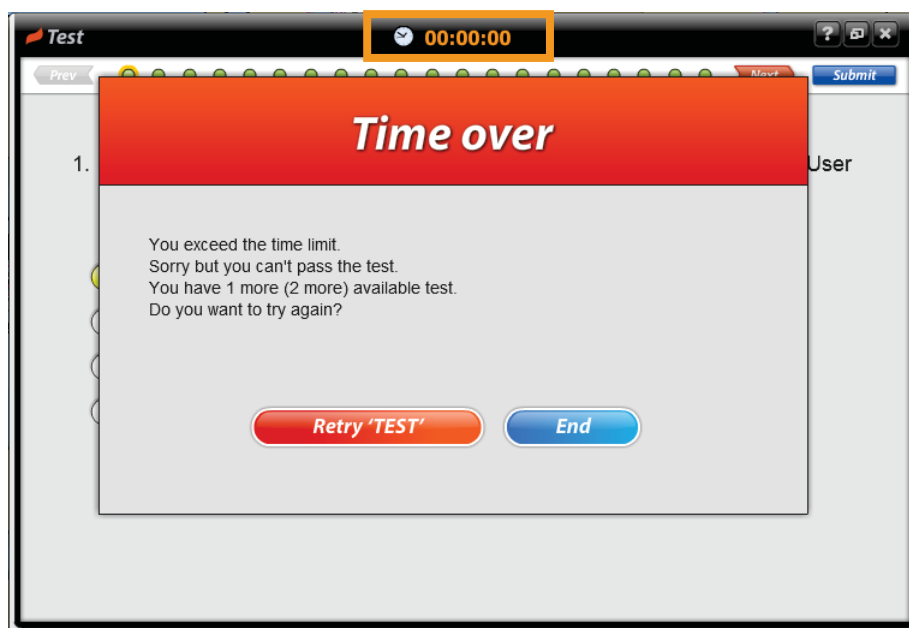 Test
00:00:00
?
Prev
Next
Submit
Time over
1.
User
You exceed the time limit.
Sorry but you can't pass the test.
You have 1 more (2 more) available test.
Do you want to try again?
Retry ‘TEST’
End